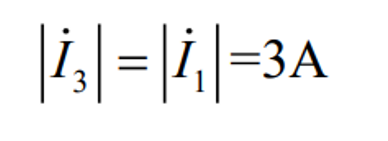 |İ₃| = |İ₁| =3A